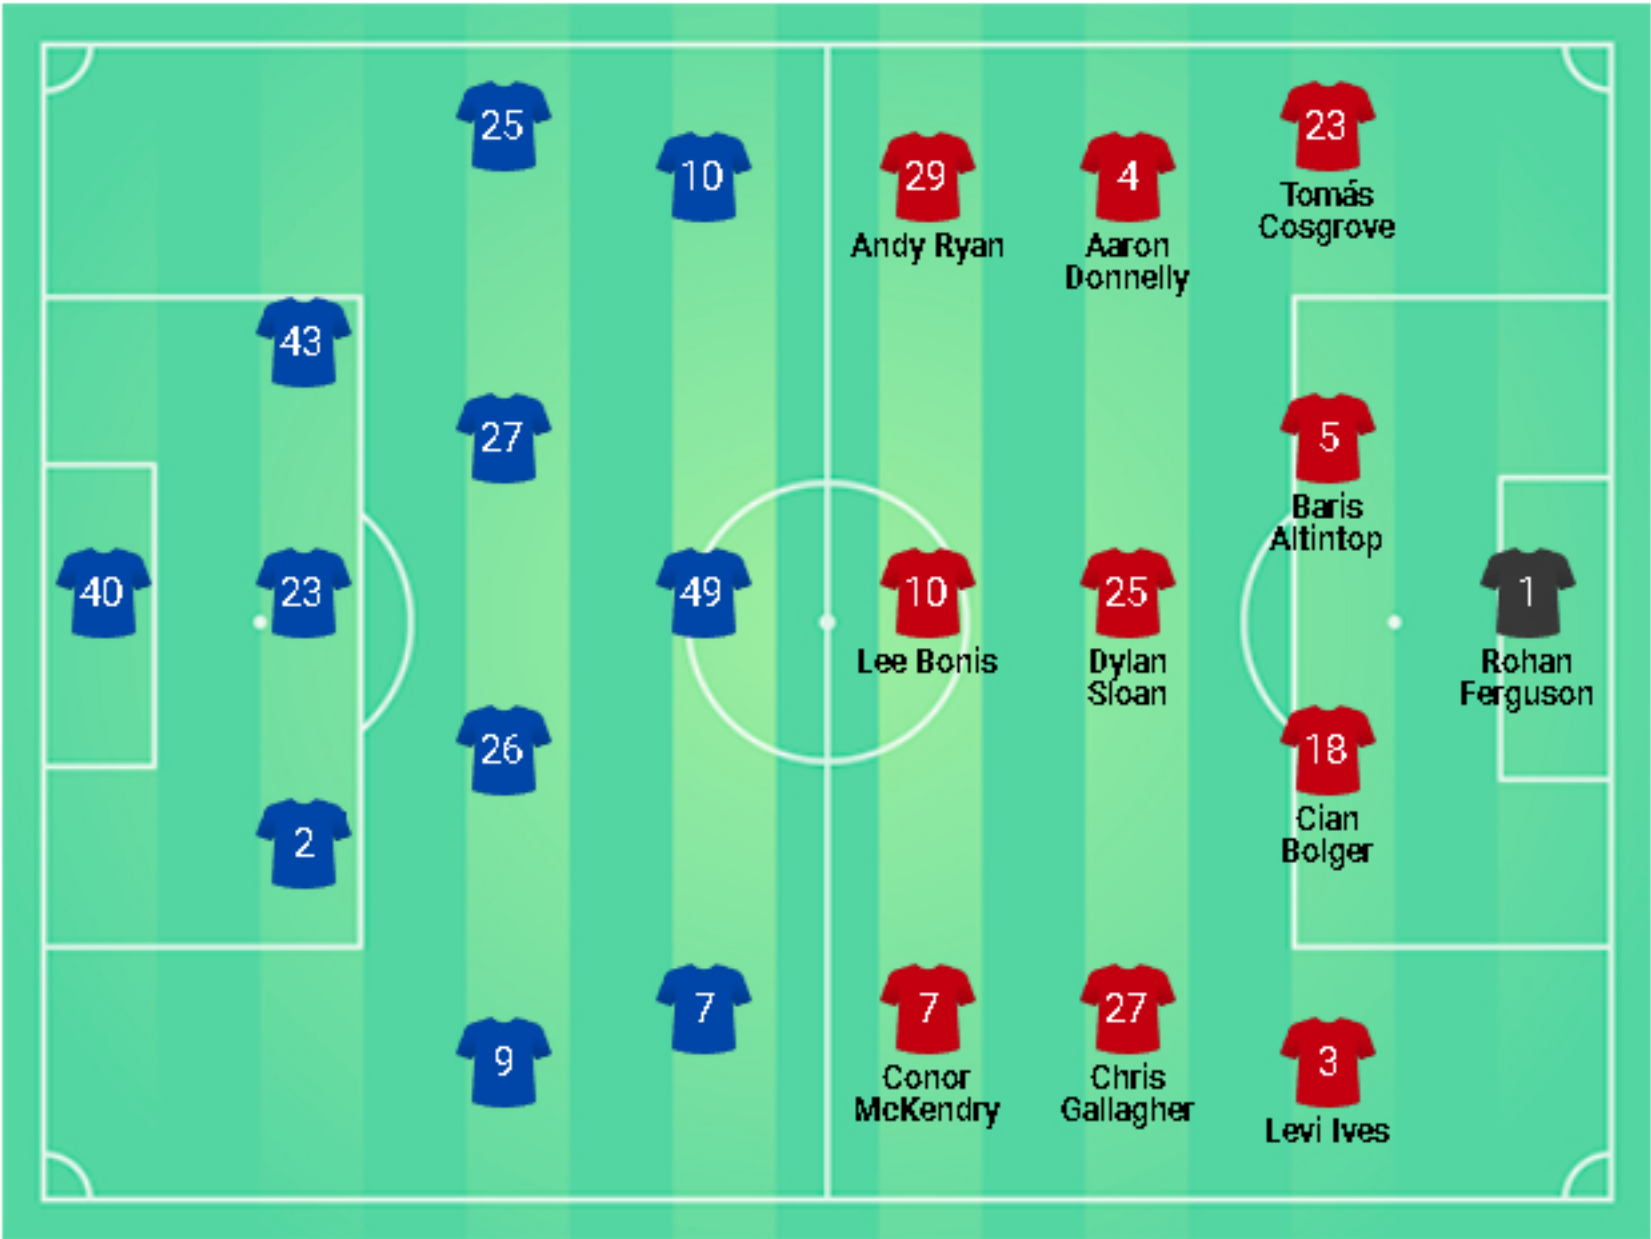 25
10
29
Andy Ryan
4
Aaron
Donnelly
23
Tomás
Cosgrove
43
27
5
Baris
Altintop
40
23
49
10
Lee Bonis
25
Dylan
Sloan
1
Rohan
Ferguson
26
18
Cian
Bolger
2
9
7
7
Conor
McKendry
27
Chris
Gallagher
3
Levi Ives